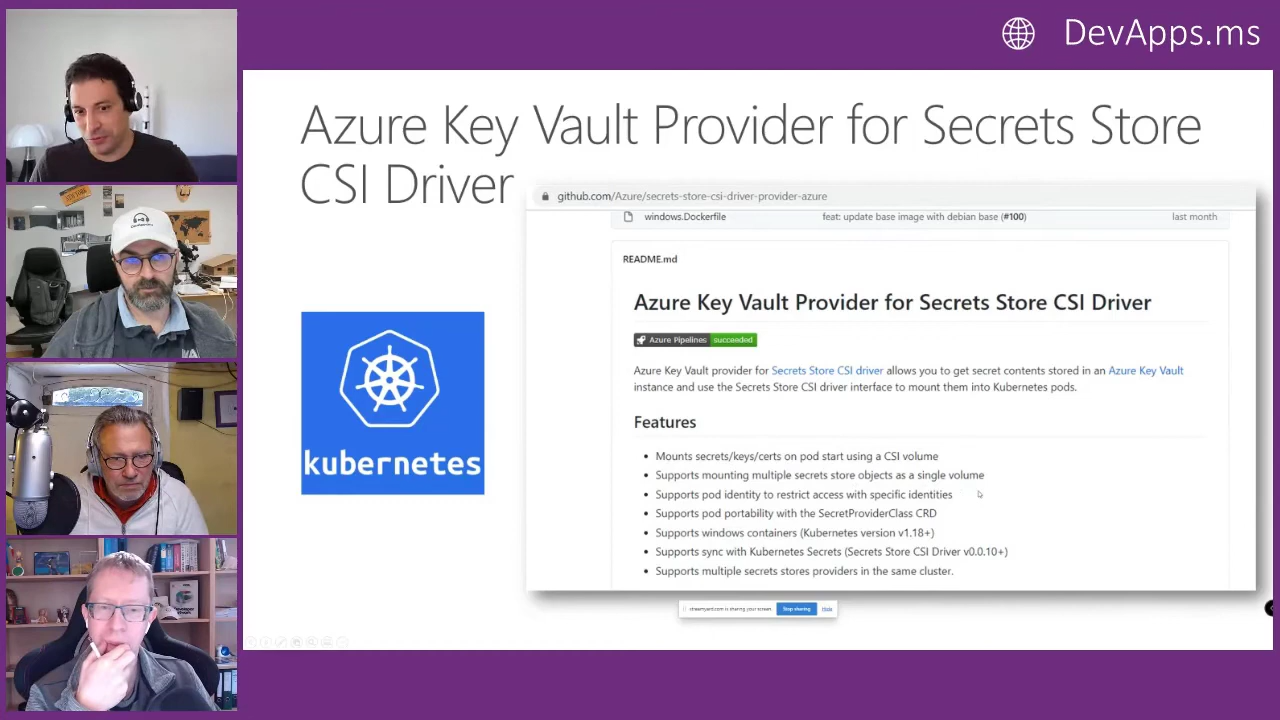 DevApps.ms
Azure Key Vault Provider for Secrets Store
CSI Driver
github.com/Azure/secrets-store-csi-driver-provider-azure
windows.Dockerfile feat: update base image with debian base (#100) last month
README.md
Azure Key Vault Provider for Secrets Store CSI Driver
Azure Pipelines succeeded
Azure Key Vault provider for Secrets Store CSI driver allows you to get secret contents stored in an Azure Key Vault
instance and use the Secrets Store CSI driver interface to mount them into Kubernetes pods.
Features
• Mounts secrets/keys/certs on pod start using a CSI volume
• Supports mounting multiple secrets store objects as a single volume
• Supports pod identity to restrict access with specific identities
• Supports pod portability with the SecretProviderClass CRD
• Supports windows containers (Kubernetes version v1.18+)
• Supports sync with Kubernetes Secrets (Secrets Store CSI Driver v0.0.10+)
• Supports multiple secrets stores providers in the same cluster.
kubernetes
streamyard.com is sharing your screen. Stop sharing Hide